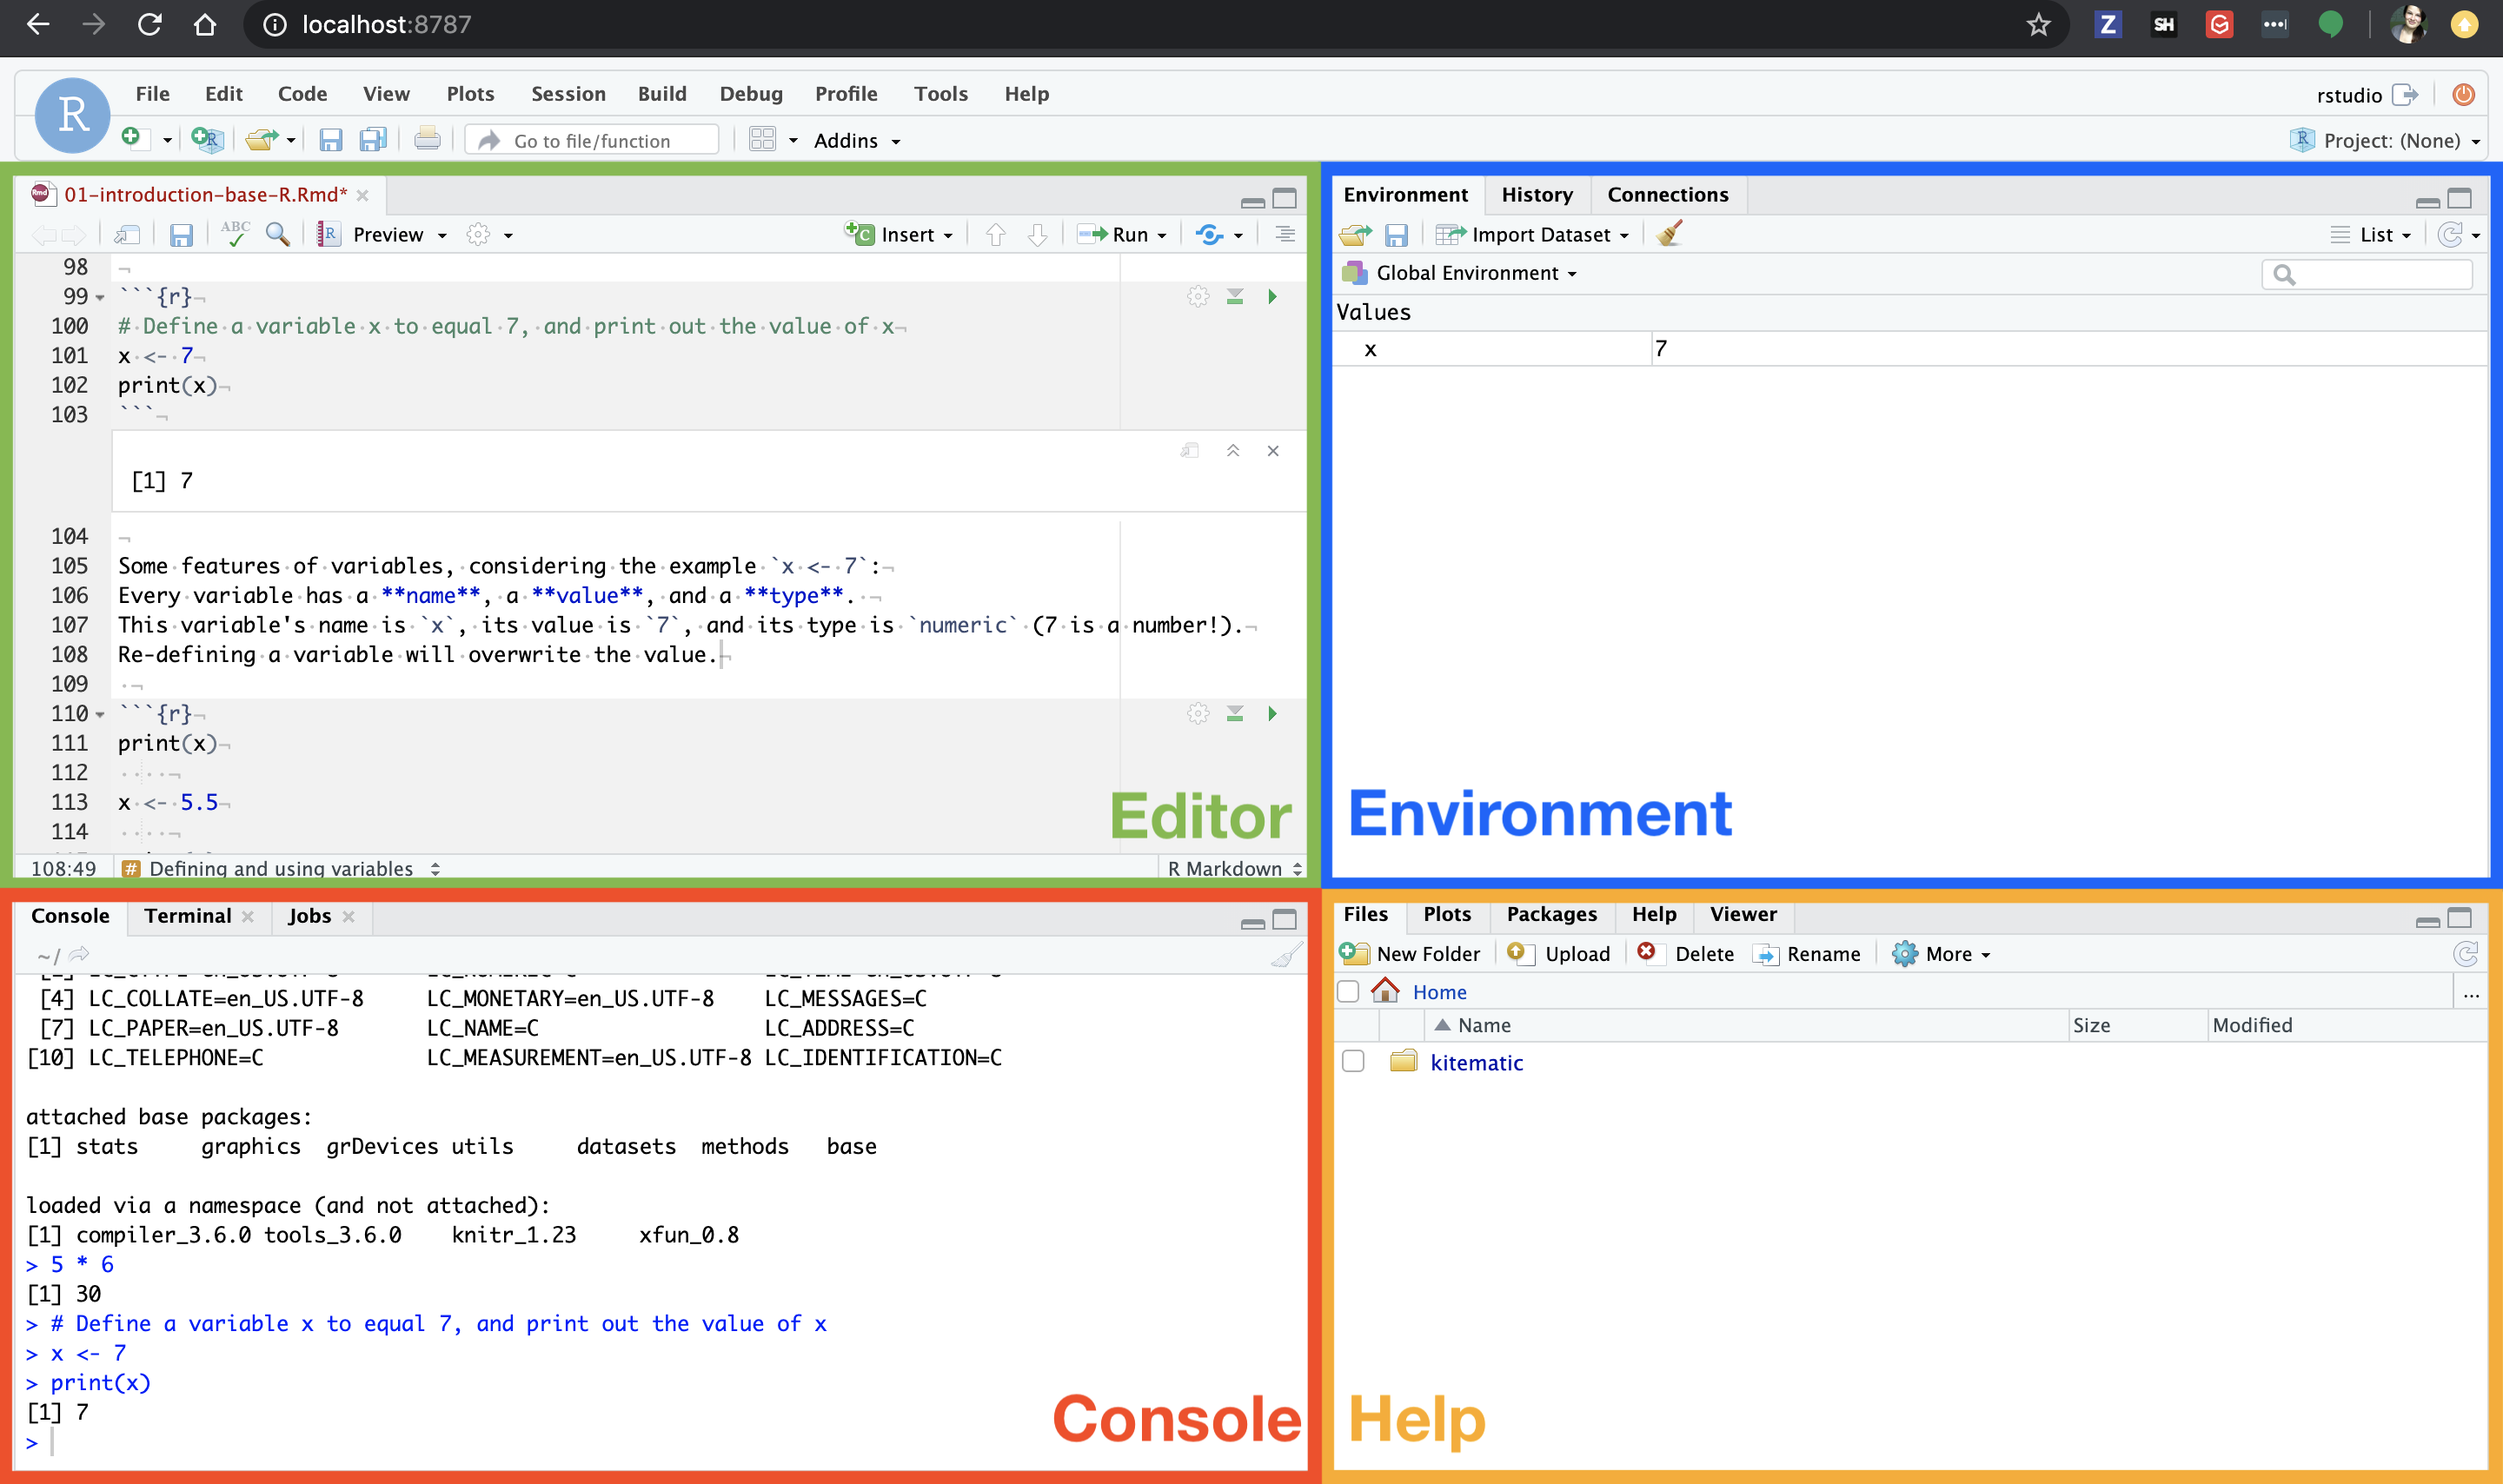 localhost:8787
File Edit Code View Plots Session Build Debug Profile Tools Help
rstudio
Go to file/function
Addins
Project: (None)
01-introduction-base-R.Rmd*
ABC
Preview
Insert
Run
98
99 ```{r}
100 # Define a variable x to equal 7, and print out the value of x
101 x <- 7
102 print(x)
103 ```
[1] 7
104
105 Some features of variables, considering the example `x <- 7`:
106 Every variable has a **name**, a **value**, and a **type**.
107 This variable's name is `x`, its value is `7`, and its type is `numeric` (7 is a number!).
108 Re-defining a variable will overwrite the value.
109
110 ```{r}
111 print(x)
112
113 x <- 5.5
114
Editor
108:49 # Defining and using variables R Markdown
Environment History Connections
Import Dataset
List
Global Environment
Values
x 7
Environment
Console Terminal Jobs
~/
[4] LC_COLLATE=en_US.UTF-8 LC_MONETARY=en_US.UTF-8 LC_MESSAGES=C
[7] LC_PAPER=en_US.UTF-8 LC_NAME=C LC_ADDRESS=C
[10] LC_TELEPHONE=C LC_MEASUREMENT=en_US.UTF-8 LC_IDENTIFICATION=C
attached base packages:
[1] stats graphics grDevices utils datasets methods base
loaded via a namespace (and not attached):
[1] compiler_3.6.0 tools_3.6.0 knitr_1.23 xfun_0.8
> 5 * 6
[1] 30
> # Define a variable x to equal 7, and print out the value of x
> x <- 7
> print(x)
[1] 7
>
Console
Files Plots Packages Help Viewer
New Folder Upload Delete Rename More
Home ...
Name Size Modified
kitematic
Help